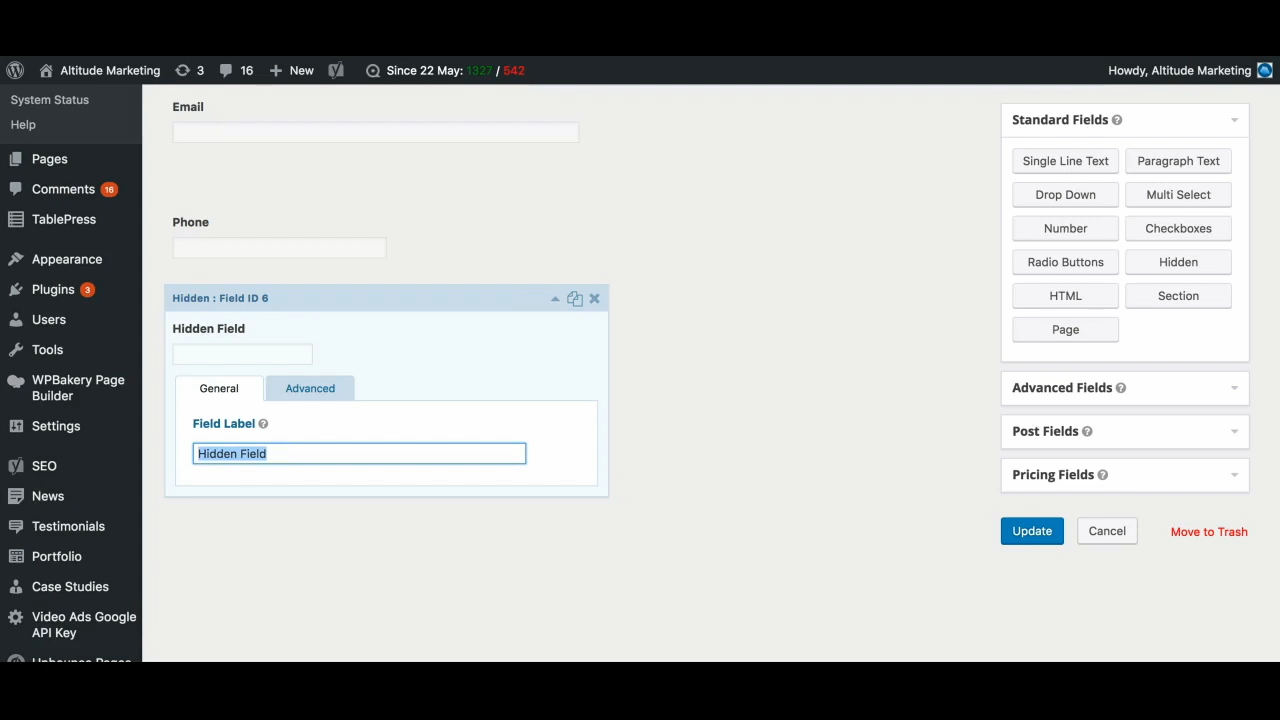 Altitude Marketing 3 16 New Since 22 May: 1327 / 542 Howdy, Altitude Marketing
System Status
Help
Pages
Comments 16
TablePress
Appearance
Plugins 3
Users
Tools
WPBakery Page
Builder
Settings
SEO
News
Testimonials
Portfolio
Case Studies
Video Ads Google
API Key
Email
Phone
Hidden : Field ID 6
Hidden Field
General Advanced
Field Label ?
Hidden Field
Standard Fields ?
Single Line Text Paragraph Text
Drop Down Multi Select
Number Checkboxes
Radio Buttons Hidden
HTML Section
Page
Advanced Fields ?
Post Fields ?
Pricing Fields ?
Update Cancel Move to Trash